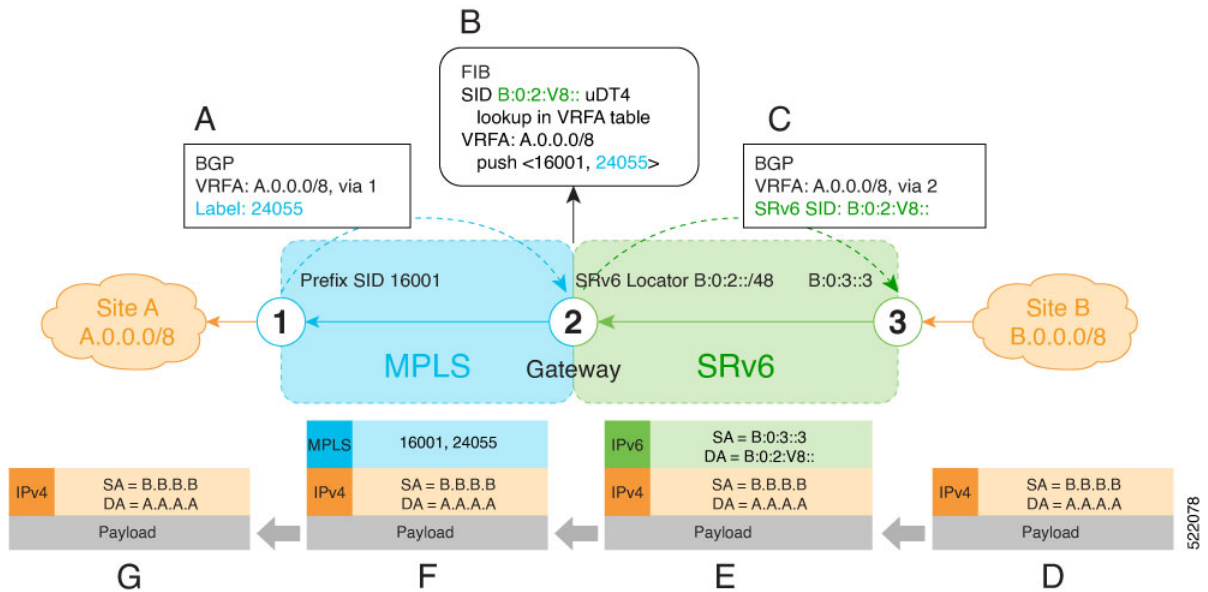 B
FIB
SID B:0:2:V8:: uDT4
lookup in VRFA table
VRFA: A.0.0.0/8
push <16001, 24055>
A
BGP
VRFA: A.0.0.0/8, via 1
Label: 24055
C
BGP
VRFA: A.0.0.0/8, via 2
SRv6 SID: B:0:2:V8::
Prefix SID 16001
SRv6 Locator B:0:2::/48
B:0:3::3
Site A
A.0.0.0/8
1
2
3
Site B
B.0.0.0/8
MPLS
Gateway
SRv6
IPv4
SA = B.B.B.B
DA = A.A.A.A
Payload
G
MPLS
16001, 24055
IPv4
SA = B.B.B.B
DA = A.A.A.A
Payload
F
IPv6
SA = B:0:3::3
DA = B:0:2:V8::
IPv4
SA = B.B.B.B
DA = A.A.A.A
Payload
E
IPv4
SA = B.B.B.B
DA = A.A.A.A
Payload
D
522078